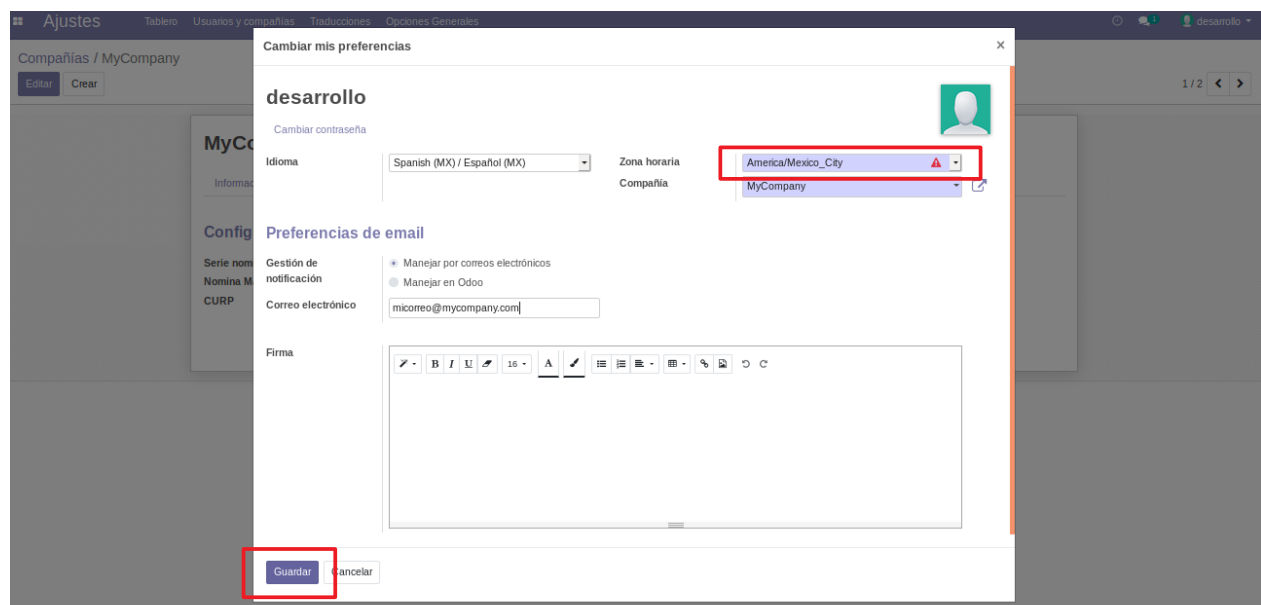 Ajustes Tablero Usuarios y compañías Traducciones Opciones Generales 1 desarrollo
Compañías / MyCompany
Editar Crear 1 / 2
Cambiar mis preferencias ×
desarrollo
Cambiar contraseña
MyCo
Idioma Spanish (MX) / Español (MX) Zona horaria America/Mexico_City
Informac Compañía MyCompany
Config Preferencias de email
Serie nom Gestión de notificación Manejar por correos electrónicos
Nomina M Manejar en Odoo
CURP Correo electrónico micorreo@mycompany.com
Firma
B I U 16 A
Guardar Cancelar